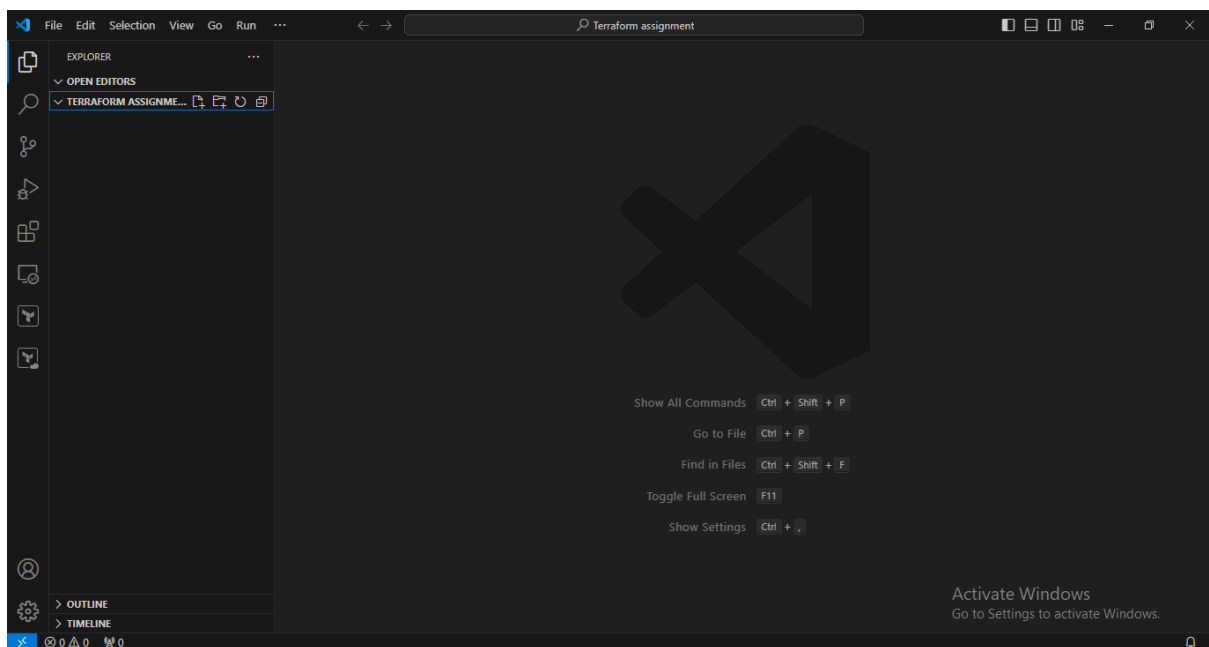 File Edit Selection View Go Run ···
Terraform assignment
EXPLORER ···
OPEN EDITORS
TERRAFORM ASSIGNME...
Show All Commands Ctrl + Shift + P
Go to File Ctrl + P
Find in Files Ctrl + Shift + F
Toggle Full Screen F11
Show Settings Ctrl + ,
Activate Windows
Go to Settings to activate Windows.
OUTLINE
TIMELINE
0 0 0